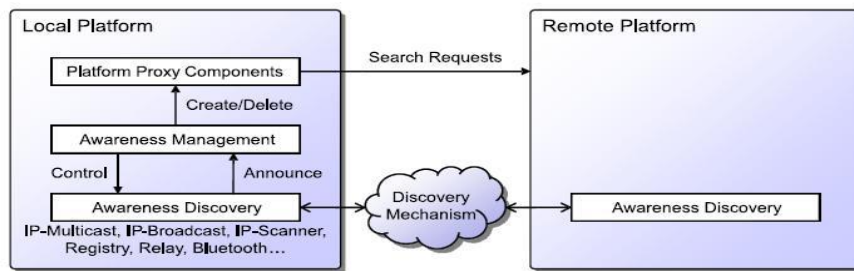 Local Platform
Remote Platform
Platform Proxy Components
Search Requests
Create/Delete
Awareness Management
Control
Announce
Awareness Discovery
Discovery
Mechanism
Awareness Discovery
IP-Multicast, IP-Broadcast, IP-Scanner,
Registry, Relay, Bluetooth...